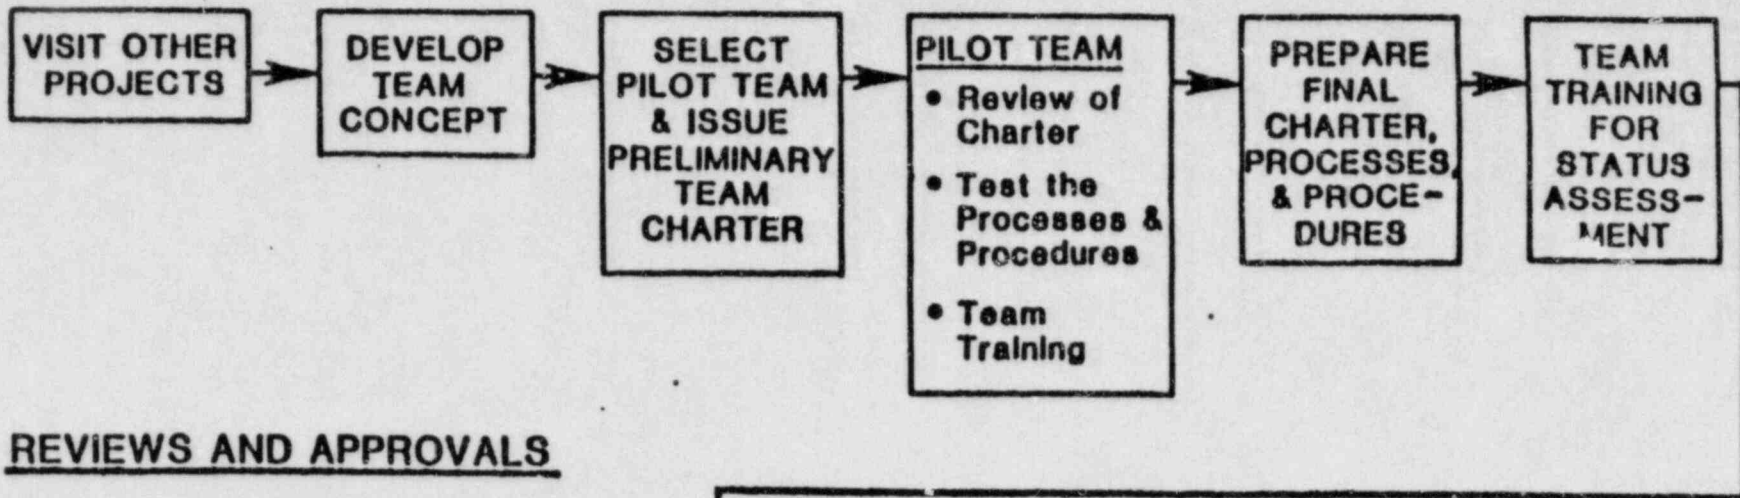 VISIT OTHER
PROJECTS
DEVELOP
TEAM
CONCEPT
SELECT
PILOT TEAM
& ISSUE
PRELIMINARY
TEAM
CHARTER
PILOT TEAM
• Review of
Charter
• Test the
Processes &
Procedures
• Team
Training
PREPARE
FINAL
CHARTER,
PROCESSES,
& PROCE-
DURES
TEAM
TRAINING
FOR
STATUS
ASSESS-
MENT
REVIEWS AND APPROVALS